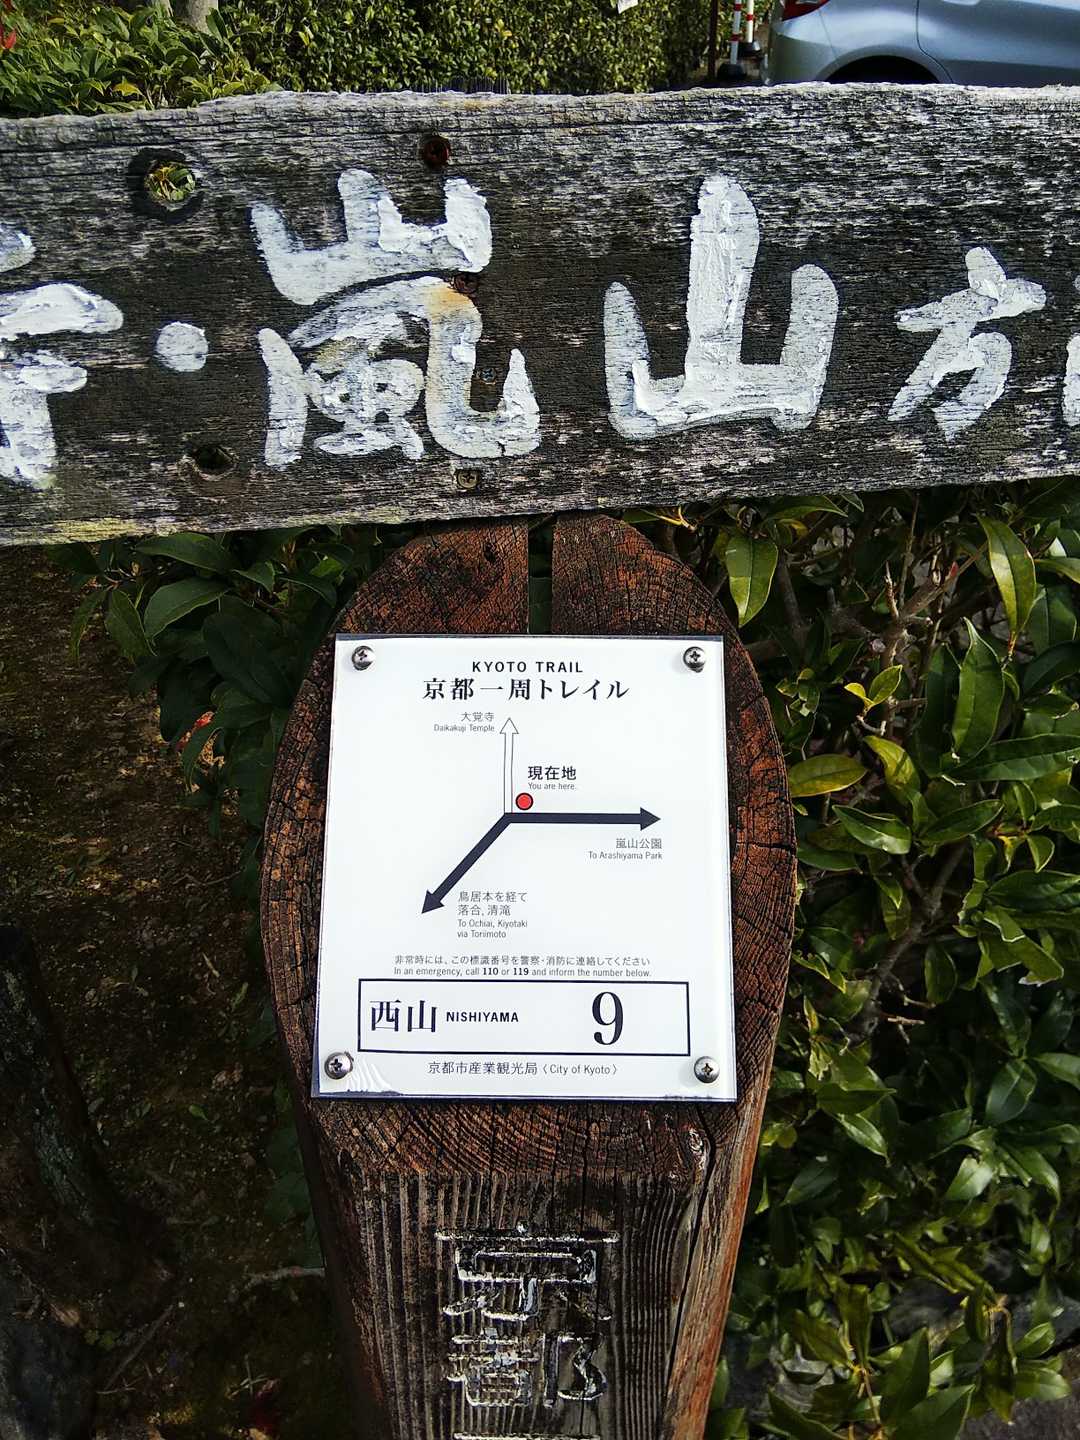 ・嵐山方
KYOTO TRAIL
京都一周トレイル
大覚寺
Daikakuji Temple
現在地
You are here.
嵐山公園
To Arashiyama Park
鳥居本を経て
落合、清滝
To Ochiai, Kiyotaki
via Toriimoto
非常時には、この標識番号を警察・消防に連絡してください
In an emergency, call 110 or 119 and inform the number below.
西山 NISHIYAMA 9
京都市産業観光局〈City of Kyoto〉
京都